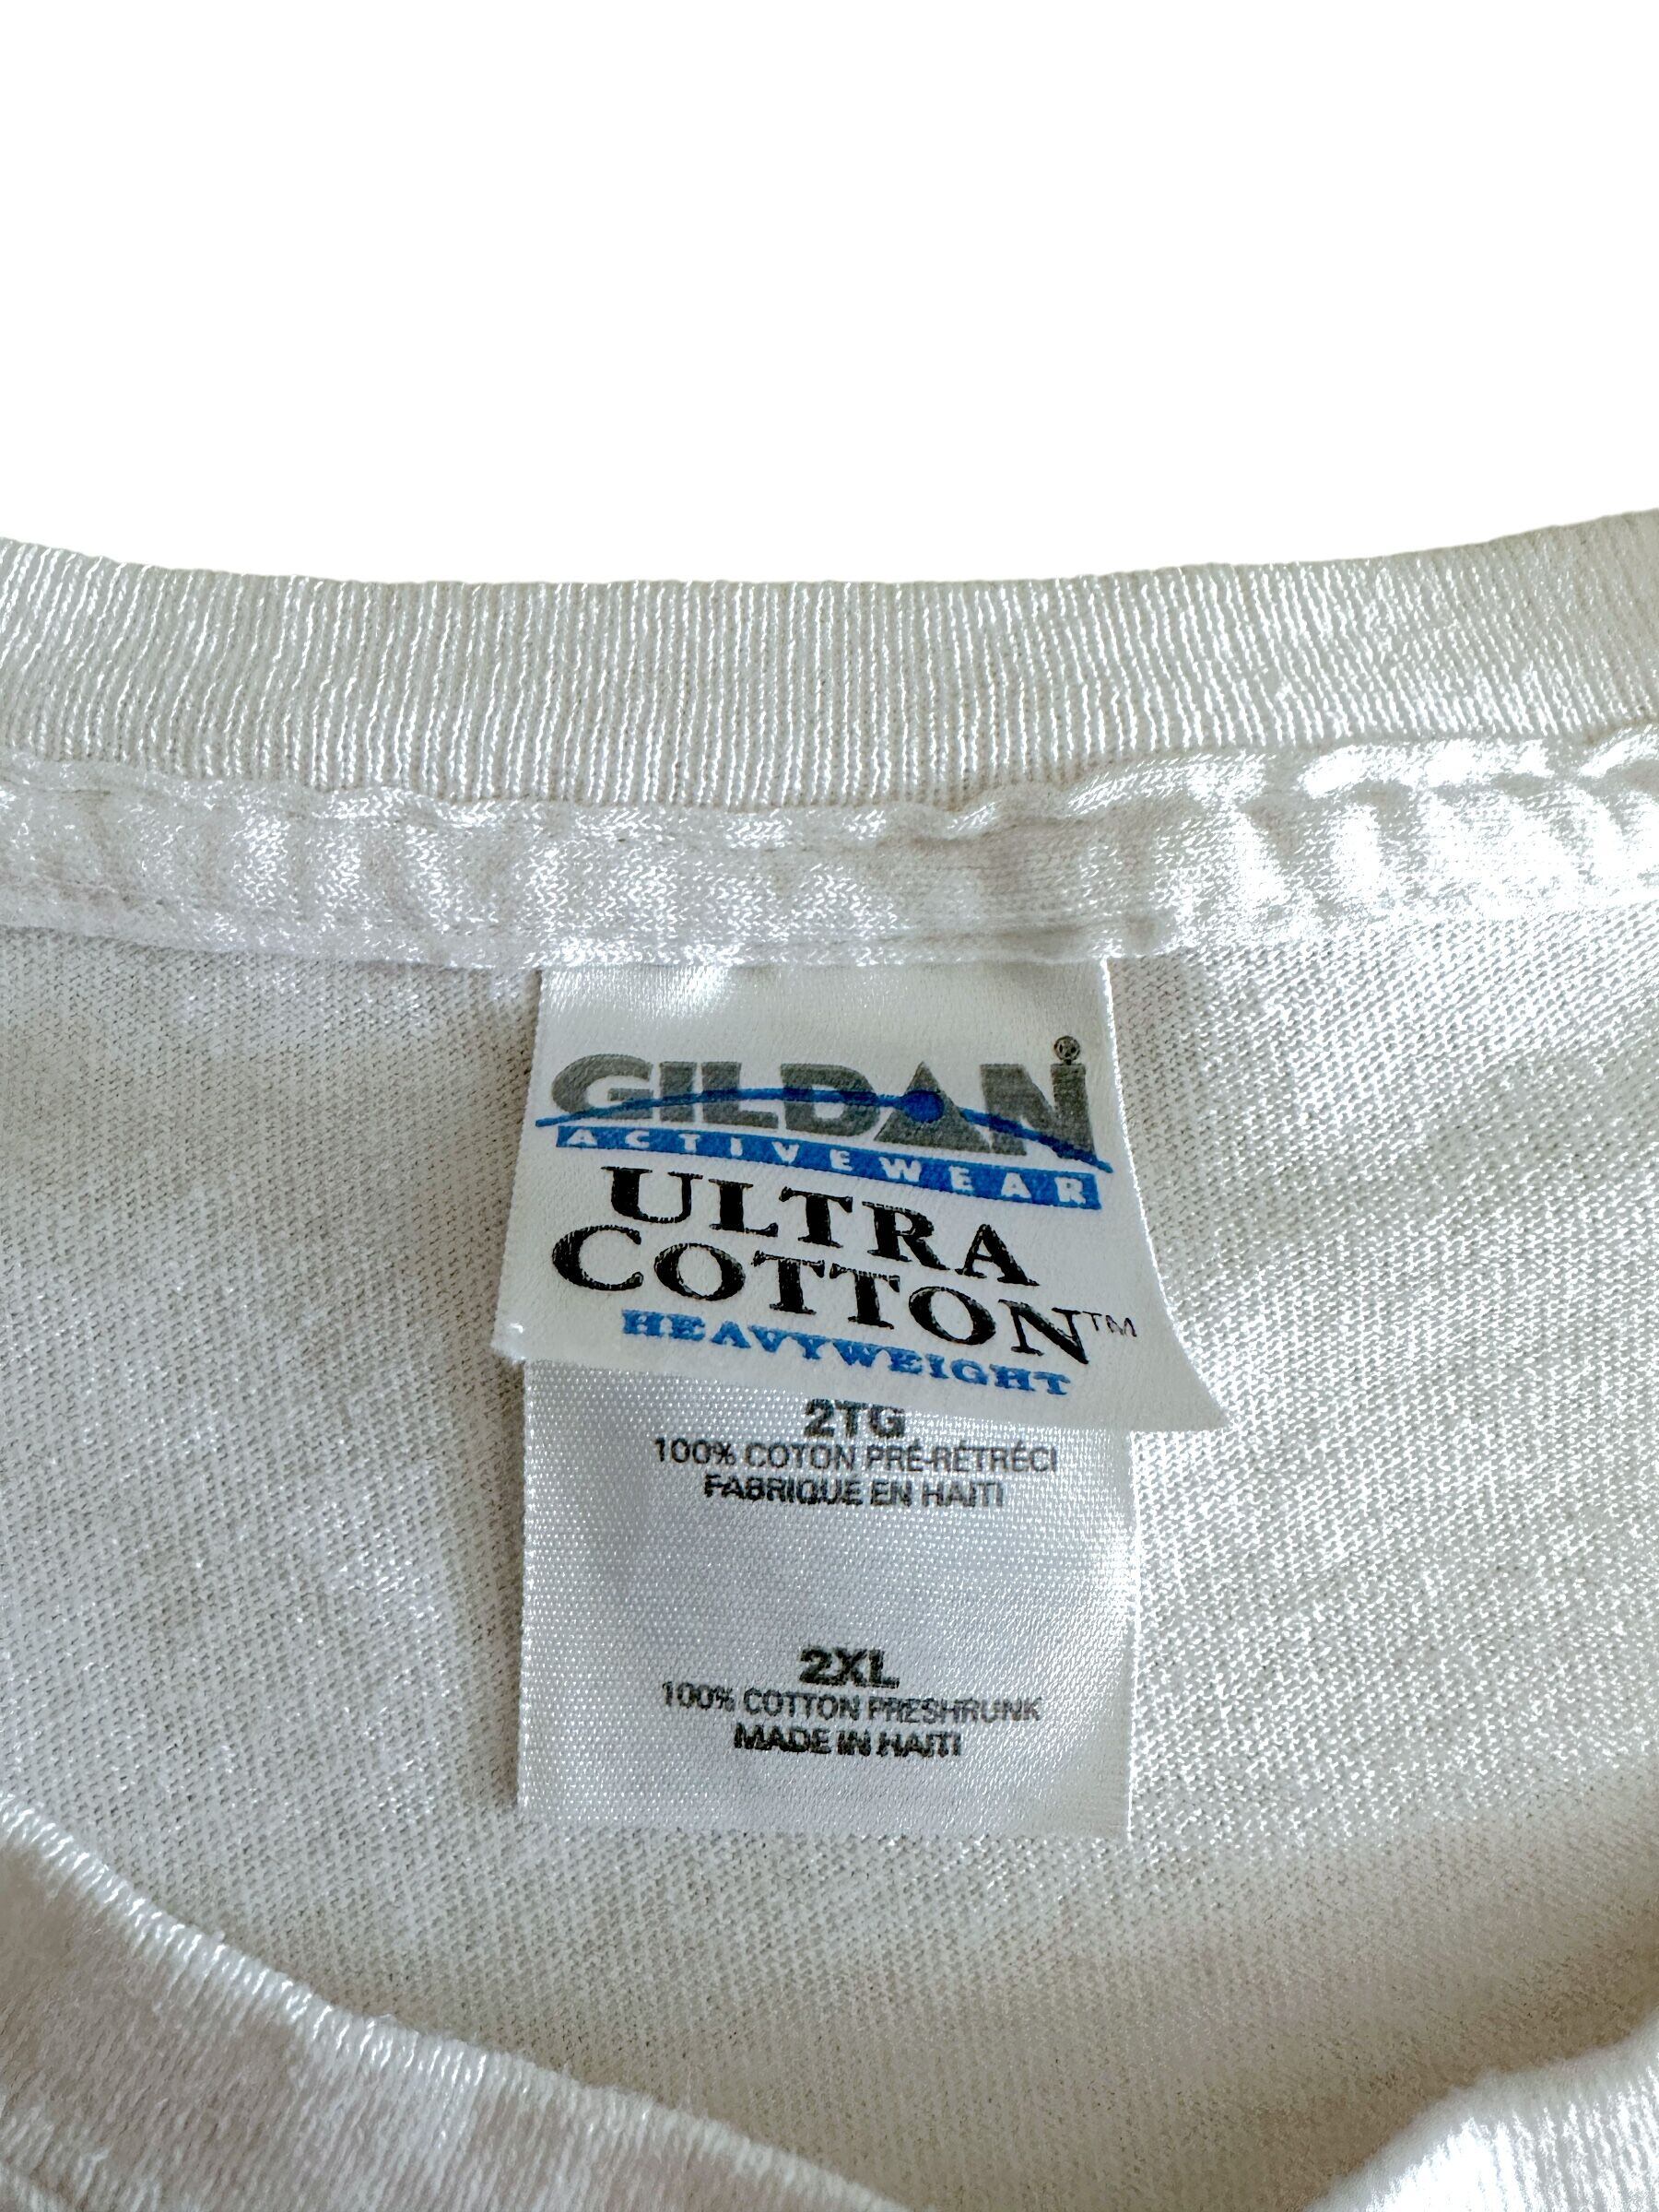 GILDAN®
ACTIVEWEAR
ULTRA
COTTON™
HEAVYWEIGHT
2TG
100% COTON PRÉ-RÉTRÉCI
FABRIQUE EN HAITI
2XL
100% COTTON PRESHRUNK
MADE IN HAITI